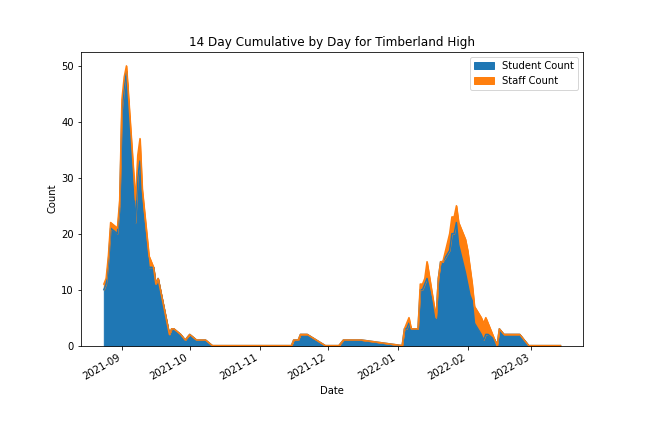 14 Day Cumulative by Day for Timberland High
Student Count
Staff Count
Count
50
40
30
20
10
0
2021-09
2021-10
2021-11
2021-12
2022-01
2022-02
2022-03
Date